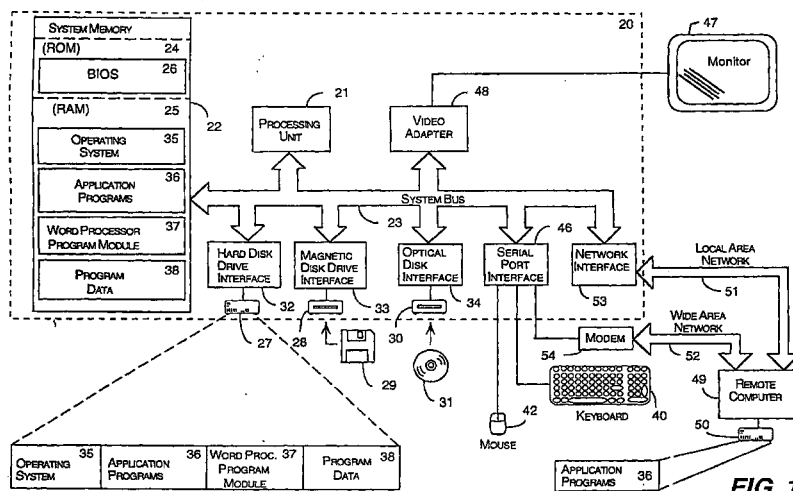 SYSTEM MEMORY
(ROM) 24
BIOS 26
(RAM) 25
OPERATING 35
SYSTEM
APPLICATION 36
PROGRAMS
WORD PROCESSOR 37
PROGRAM MODULE
PROGRAM 38
DATA
22
20
21
PROCESSING
UNIT
48
VIDEO
ADAPTER
47
Monitor
SYSTEM BUS
23
HARD DISK
DRIVE
INTERFACE
32
MAGNETIC
DISK DRIVE
INTERFACE
33
OPTICAL
DISK
INTERFACE
34
46
SERIAL
PORT
INTERFACE
NETWORK
INTERFACE
53
LOCAL AREA
NETWORK
51
27
28
29
30
31
MODEM
54
WIDE AREA
NETWORK
52
42
MOUSE
KEYBOARD
40
49
REMOTE
COMPUTER
50
OPERATING 35
SYSTEM
APPLICATION 36
PROGRAMS
WORD PROC. 37
PROGRAM
MODULE
PROGRAM 38
DATA
APPLICATION
PROGRAMS 36
FIG. 1